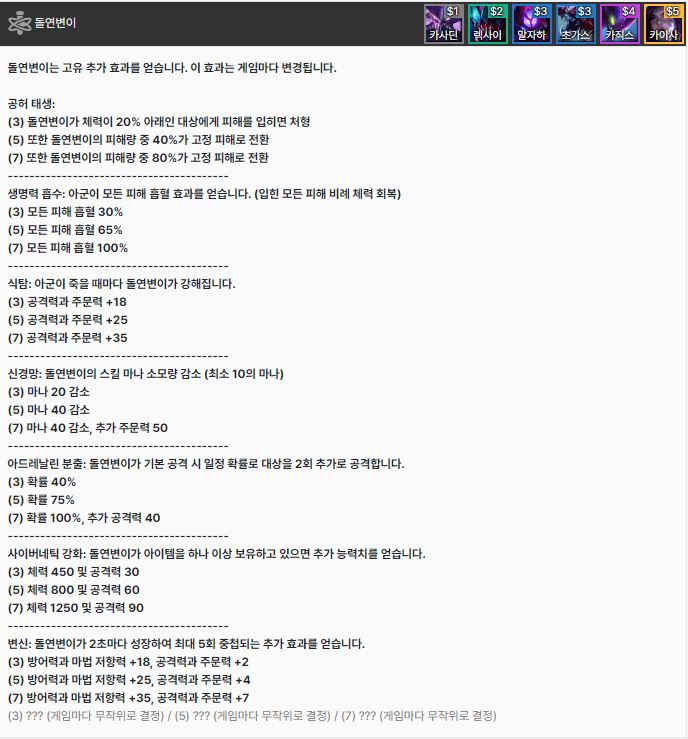 돌연변이
$1 $2 $3 $3 $4 $5
카사딘 렉사이 말자하 초가스 카직스 카이사
돌연변이는 고유 추가 효과를 얻습니다. 이 효과는 게임마다 변경됩니다.
공허 태생:
(3) 돌연변이가 체력이 20% 아래인 대상에게 피해를 입히면 처형
(5) 또한 돌연변이의 피해량 중 40%가 고정 피해로 전환
(7) 또한 돌연변이의 피해량 중 80%가 고정 피해로 전환
-----------------------------------------
생명력 흡수: 아군이 모든 피해 흡혈 효과를 얻습니다. (입힌 모든 피해 비례 체력 회복)
(3) 모든 피해 흡혈 30%
(5) 모든 피해 흡혈 65%
(7) 모든 피해 흡혈 100%
-----------------------------------------
식탐: 아군이 죽을 때마다 돌연변이가 강해집니다.
(3) 공격력과 주문력 +18
(5) 공격력과 주문력 +25
(7) 공격력과 주문력 +35
-----------------------------------------
신경망: 돌연변이의 스킬 마나 소모량 감소 (최소 10의 마나)
(3) 마나 20 감소
(5) 마나 40 감소
(7) 마나 40 감소, 추가 주문력 50
-----------------------------------------
아드레날린 분출: 돌연변이가 기본 공격 시 일정 확률로 대상을 2회 추가로 공격합니다.
(3) 확률 40%
(5) 확률 75%
(7) 확률 100%, 추가 공격력 40
-----------------------------------------
사이버네틱 강화: 돌연변이가 아이템을 하나 이상 보유하고 있으면 추가 능력치를 얻습니다.
(3) 체력 450 및 공격력 30
(5) 체력 800 및 공격력 60
(7) 체력 1250 및 공격력 90
-----------------------------------------
변신: 돌연변이가 2초마다 성장하여 최대 5회 중첩되는 추가 효과를 얻습니다.
(3) 방어력과 마법 저항력 +18, 공격력과 주문력 +2
(5) 방어력과 마법 저항력 +25, 공격력과 주문력 +4
(7) 방어력과 마법 저항력 +35, 공격력과 주문력 +7
(3) ??? (게임마다 무작위로 결정) / (5) ??? (게임마다 무작위로 결정) / (7) ??? (게임마다 무작위로 결정)